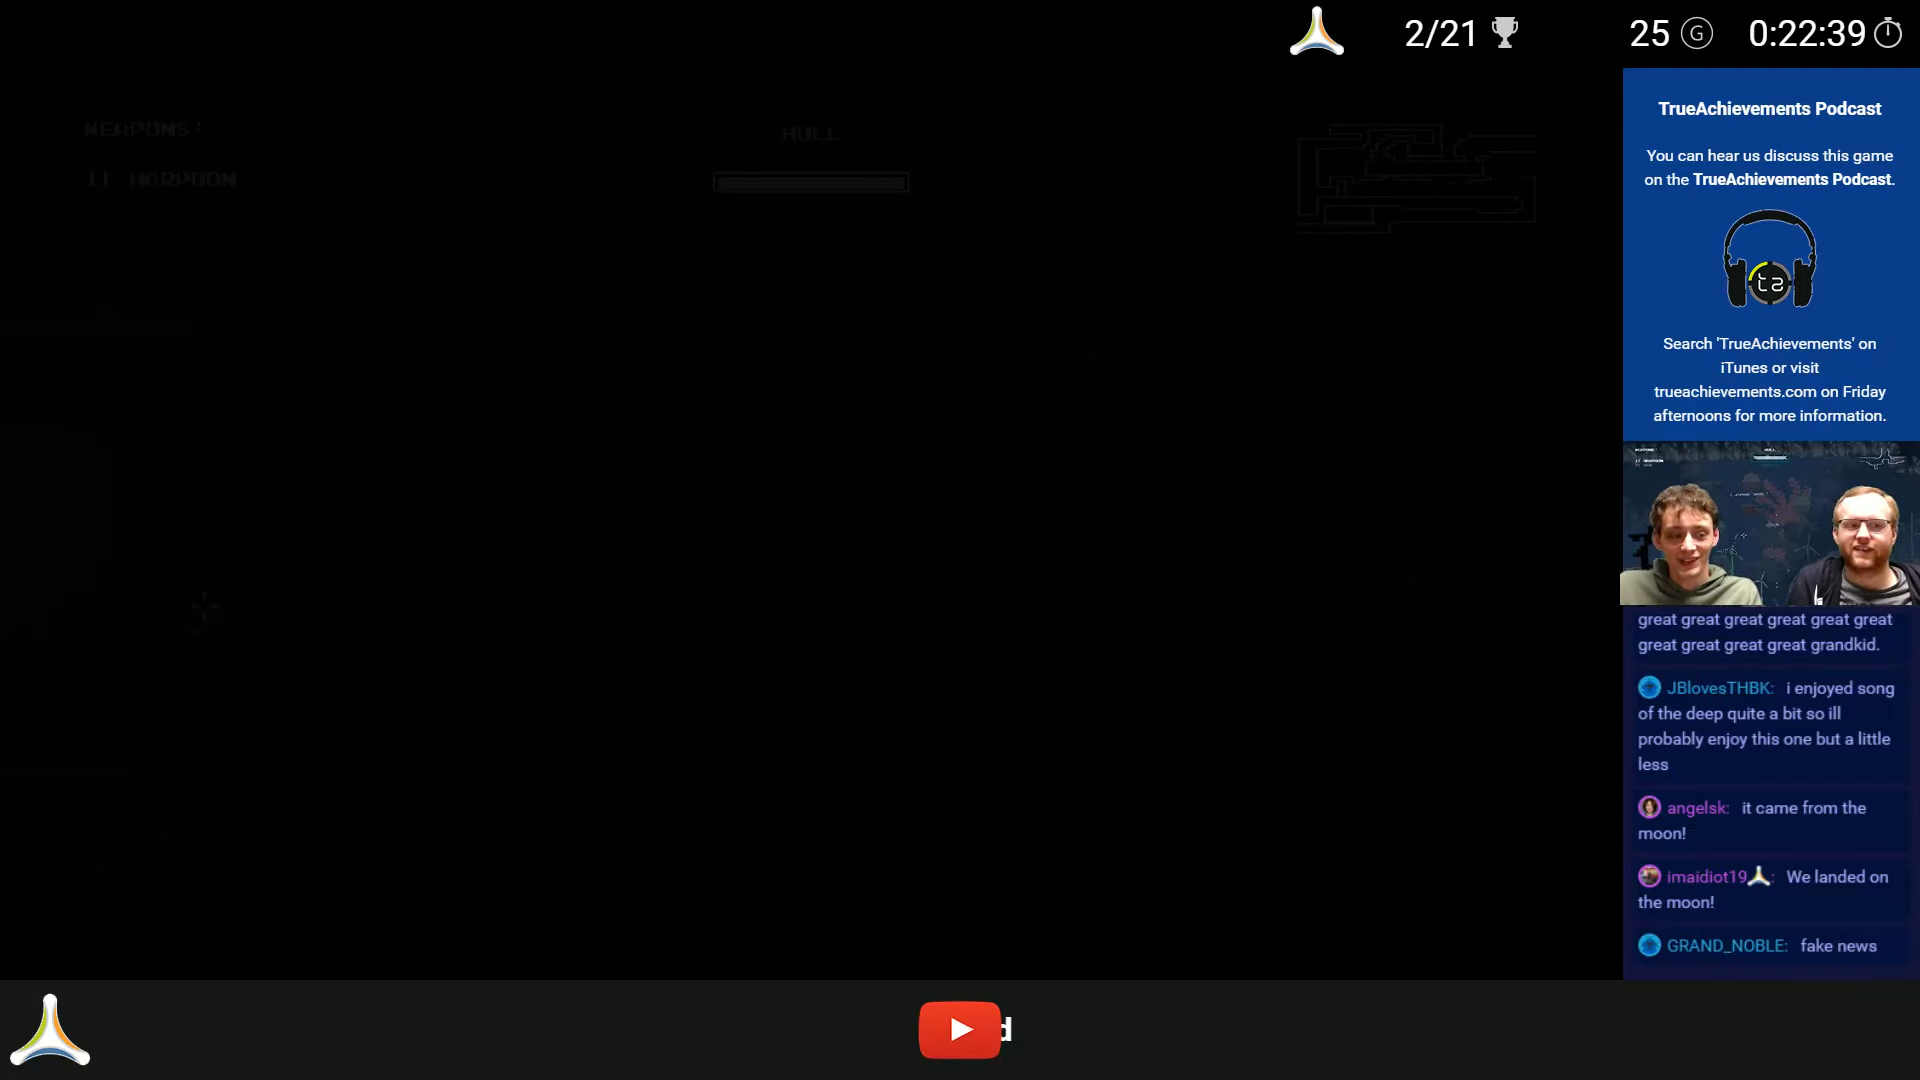 2/21
25 G 0:22:39
WEAPONS:
HULL
HARPOON
TrueAchievements Podcast
You can hear us discuss this game
on the TrueAchievements Podcast.
ta
Search 'TrueAchievements' on
iTunes or visit
trueachievements.com on Friday
afternoons for more information.
great great great great great great
great great great great grandkid.
JBlovesTHBK: i enjoyed song
of the deep quite a bit so ill
probably enjoy this one but a little
less
angelsk: it came from the
moon!
imaidiot19: We landed on
the moon!
GRAND_NOBLE: fake news
d